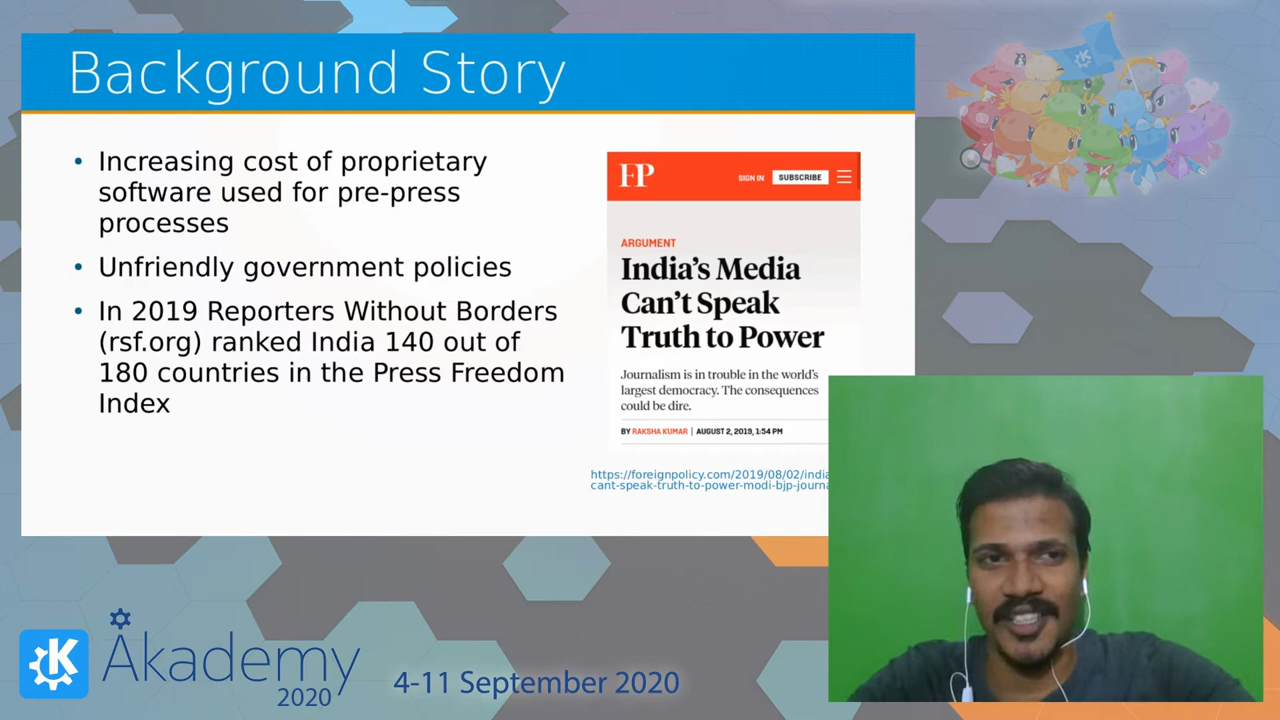 Background Story
• Increasing cost of proprietary
software used for pre-press
processes
• Unfriendly government policies
• In 2019 Reporters Without Borders
(rsf.org) ranked India 140 out of
180 countries in the Press Freedom
Index
FP
SIGN IN
SUBSCRIBE
ARGUMENT
India’s Media
Can’t Speak
Truth to Power
Journalism is in trouble in the world’s
largest democracy. The consequences
could be dire.
BY RAKSHA KUMAR | AUGUST 2, 2019, 1:54 PM
https://foreignpolicy.com/2019/08/02/india
cant-speak-truth-to-power-modi-bjp-journa
K
Akademy
2020
4-11 September 2020